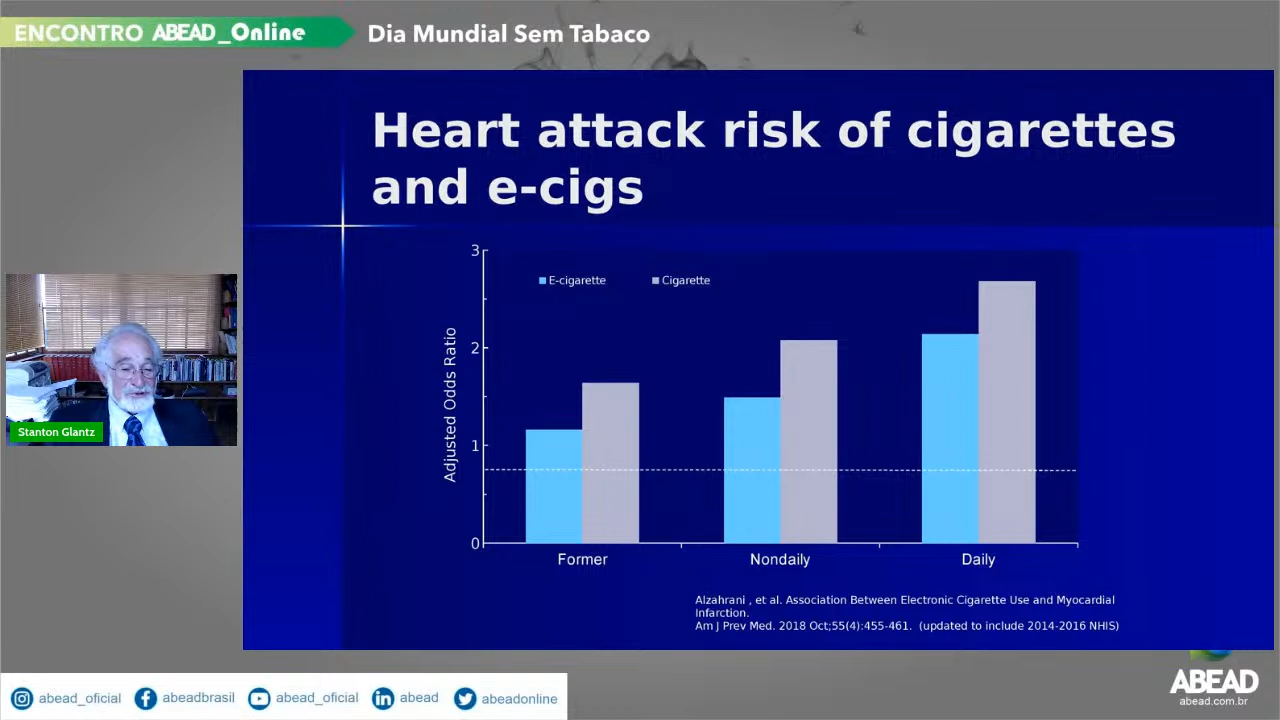 ENCONTRO ABEAD_Online
Dia Mundial Sem Tabaco
Heart attack risk of cigarettes
and e-cigs
3
E-cigarette
Cigarette
2
Adjusted Odds Ratio
1
0
Former
Nondaily
Daily
Alzahrani , et al. Association Between Electronic Cigarette Use and Myocardial
Infarction.
Am J Prev Med. 2018 Oct;55(4):455-461. (updated to include 2014-2016 NHIS)
Stanton Glantz
abead_oficial
abeadbrasil
abead_oficial
abead
abeadonline
ABEAD
abead.com.br